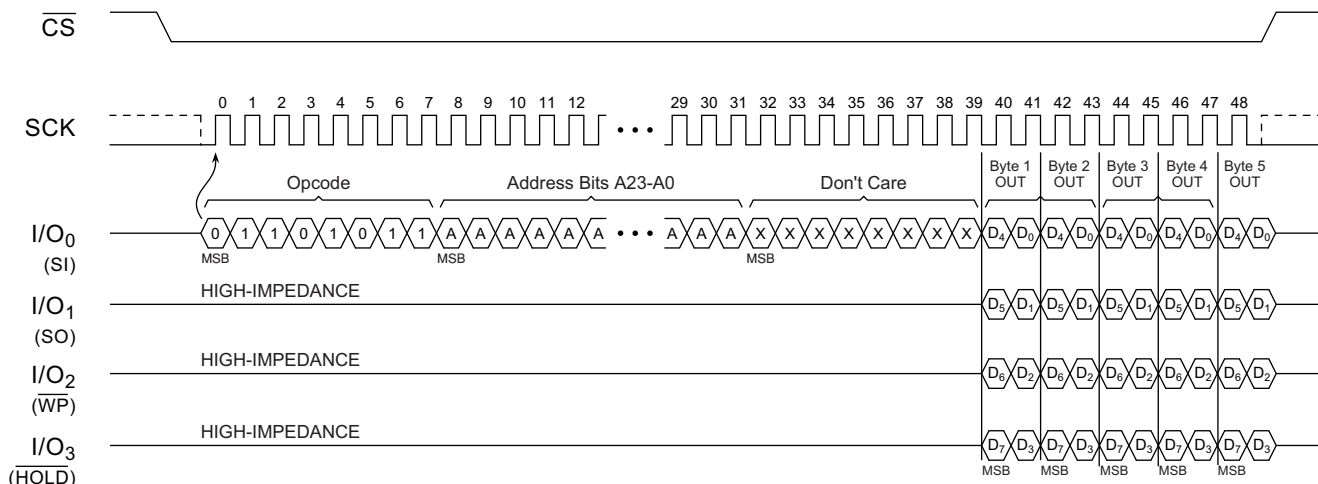 CS
SCK
0 1 2 3 4 5 6 7 8 9 10 11 12 29 30 31 32 33 34 35 36 37 38 39 40 41 42 43 44 45 46 47 48
Opcode
Address Bits A23-A0
Don't Care
Byte 1 OUT
Byte 2 OUT
Byte 3 OUT
Byte 4 OUT
Byte 5 OUT
I/O0 (SI)
0 1 1 0 1 0 1 1 A A A A A A A A A X X X X X X X X D4 D0 D4 D0 D4 D0 D4 D0 D4 D0
MSB MSB MSB
I/O1 (SO)
HIGH-IMPEDANCE
D5 D1 D5 D1 D5 D1 D5 D1 D5 D1
I/O2 (WP)
HIGH-IMPEDANCE
D6 D2 D6 D2 D6 D2 D6 D2 D6 D2
I/O3 (HOLD)
HIGH-IMPEDANCE
D7 D3 D7 D3 D7 D3 D7 D3 D7 D3
MSB MSB MSB MSB MSB